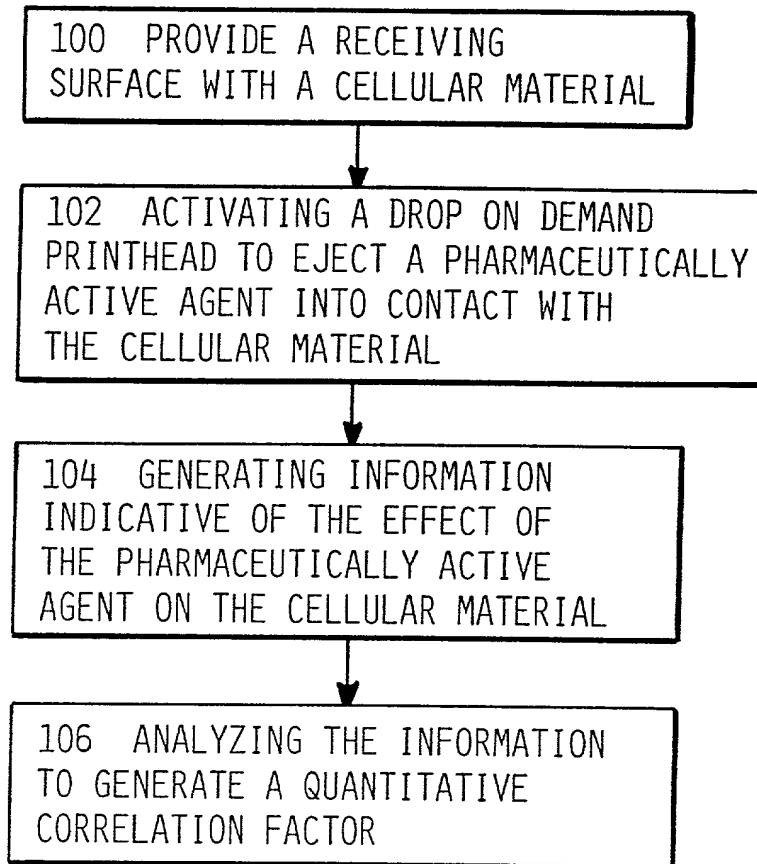 100 PROVIDE A RECEIVING
SURFACE WITH A CELLULAR MATERIAL
102 ACTIVATING A DROP ON DEMAND
PRINTHEAD TO EJECT A PHARMACEUTICALLY
ACTIVE AGENT INTO CONTACT WITH
THE CELLULAR MATERIAL
104 GENERATING INFORMATION
INDICATIVE OF THE EFFECT OF
THE PHARMACEUTICALLY ACTIVE
AGENT ON THE CELLULAR MATERIAL
106 ANALYZING THE INFORMATION
TO GENERATE A QUANTITATIVE
CORRELATION FACTOR